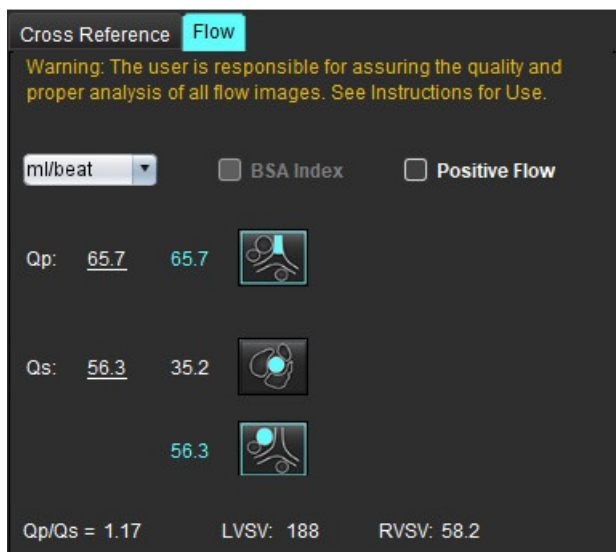 Cross Reference Flow
Warning: The user is responsible for assuring the quality and
proper analysis of all flow images. See Instructions for Use.
ml/beat BSA Index Positive Flow
Qp: 65.7 65.7
Qs: 56.3 35.2
56.3
Qp/Qs = 1.17 LVSV: 188 RVSV: 58.2